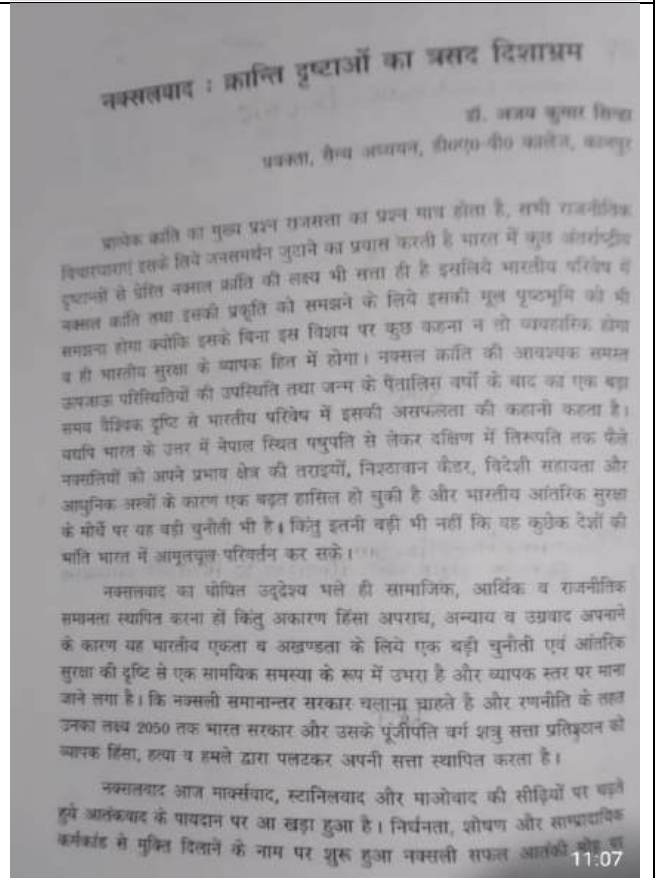 नक्सलवाद : क्रान्ति दृष्टाओं का त्रसद दिशाभ्रम
डॉ. अजय कुमार सिन्हा
प्रवक्ता, सैन्य अध्ययन, डी०ए०-वी० कालेज, कानपुर
प्रत्येक क्रांति का मुख्य प्रश्न राजसत्ता का प्रश्न मात्र होता है, सभी राजनीतिक
विचारधाराएं इसके लिये जनसमर्थन जुटाने का प्रयास करती है भारत में कुछ अंतर्राष्ट्रीय
दृष्टान्तों से प्रेरित नक्सल क्रांति की लक्ष्य भी सत्ता ही है इसलिये भारतीय परिवेष में
नक्सल क्रांति तथा इसकी प्रकृति को समझने के लिये इसकी मूल पृष्ठभूमि को भी
समझना होगा क्योंकि इसके बिना इस विशय पर कुछ कहना न तो व्यवहारिक होगा
व ही भारतीय सुरक्षा के व्यापक हित में होगा। नक्सल क्रांति की आवश्यक समस्त
ऊपजाऊ परिस्थितियों की उपस्थिति तथा जन्म के पैंतालिस वर्षों के बाद का एक बड़ा
समय वैश्विक दृष्टि से भारतीय परिवेष में इसकी असफलता की कहानी कहता है।
यद्यपि भारत के उत्तर में नेपाल स्थित पषुपति से लेकर दक्षिण में तिरूपति तक फैले
नक्सलियों को अपने प्रभाव क्षेत्र की तराइयों, निश्ठावान कैडर, विदेशी सहायता और
आधुनिक अस्त्रों के कारण एक बढ़त हासिल हो चुकी है और भारतीय आंतरिक सुरक्षा
के मोर्चे पर यह बड़ी चुनौती भी है। किंतु इतनी बड़ी भी नहीं कि यह कुछेक देशों की
भांति भारत में आमूलचूल परिवर्तन कर सके।
नक्सलवाद का घोषित उद्देश्य भले ही सामाजिक, आर्थिक व राजनीतिक
समानता स्थापित करना हों किंतु अकारण हिंसा अपराध, अन्याय व उग्रवाद अपनाने
के कारण यह भारतीय एकता व अखण्डता के लिये एक बड़ी चुनौती एवं आंतरिक
सुरक्षा की दृष्टि से एक सामयिक समस्या के रूप में उभरा है और व्यापक स्तर पर माना
जाने लगा है। कि नक्सली समानान्तर सरकार चलाना चाहते है और रणनीति के तहत
उनका लक्ष्य 2050 तक भारत सरकार और उसके पूंजीपति वर्ग शत्रु सत्ता प्रतिश्ठान को
व्यापक हिंसा, हत्या व हमले द्वारा पलटकर अपनी सत्ता स्थापित करता है।
नक्सलवाद आज मार्क्सवाद, स्टानिलवाद और माओवाद की सीढ़ियों पर चढ़ते
हुये आतंकवाद के पायदान पर आ खड़ा हुआ है। निर्धनता, शोषण और साम्प्रादायिक
कर्मकांड से मुक्ति दिलाने के नाम पर शुरू हुआ नक्सली सफल आतंकी
11:07